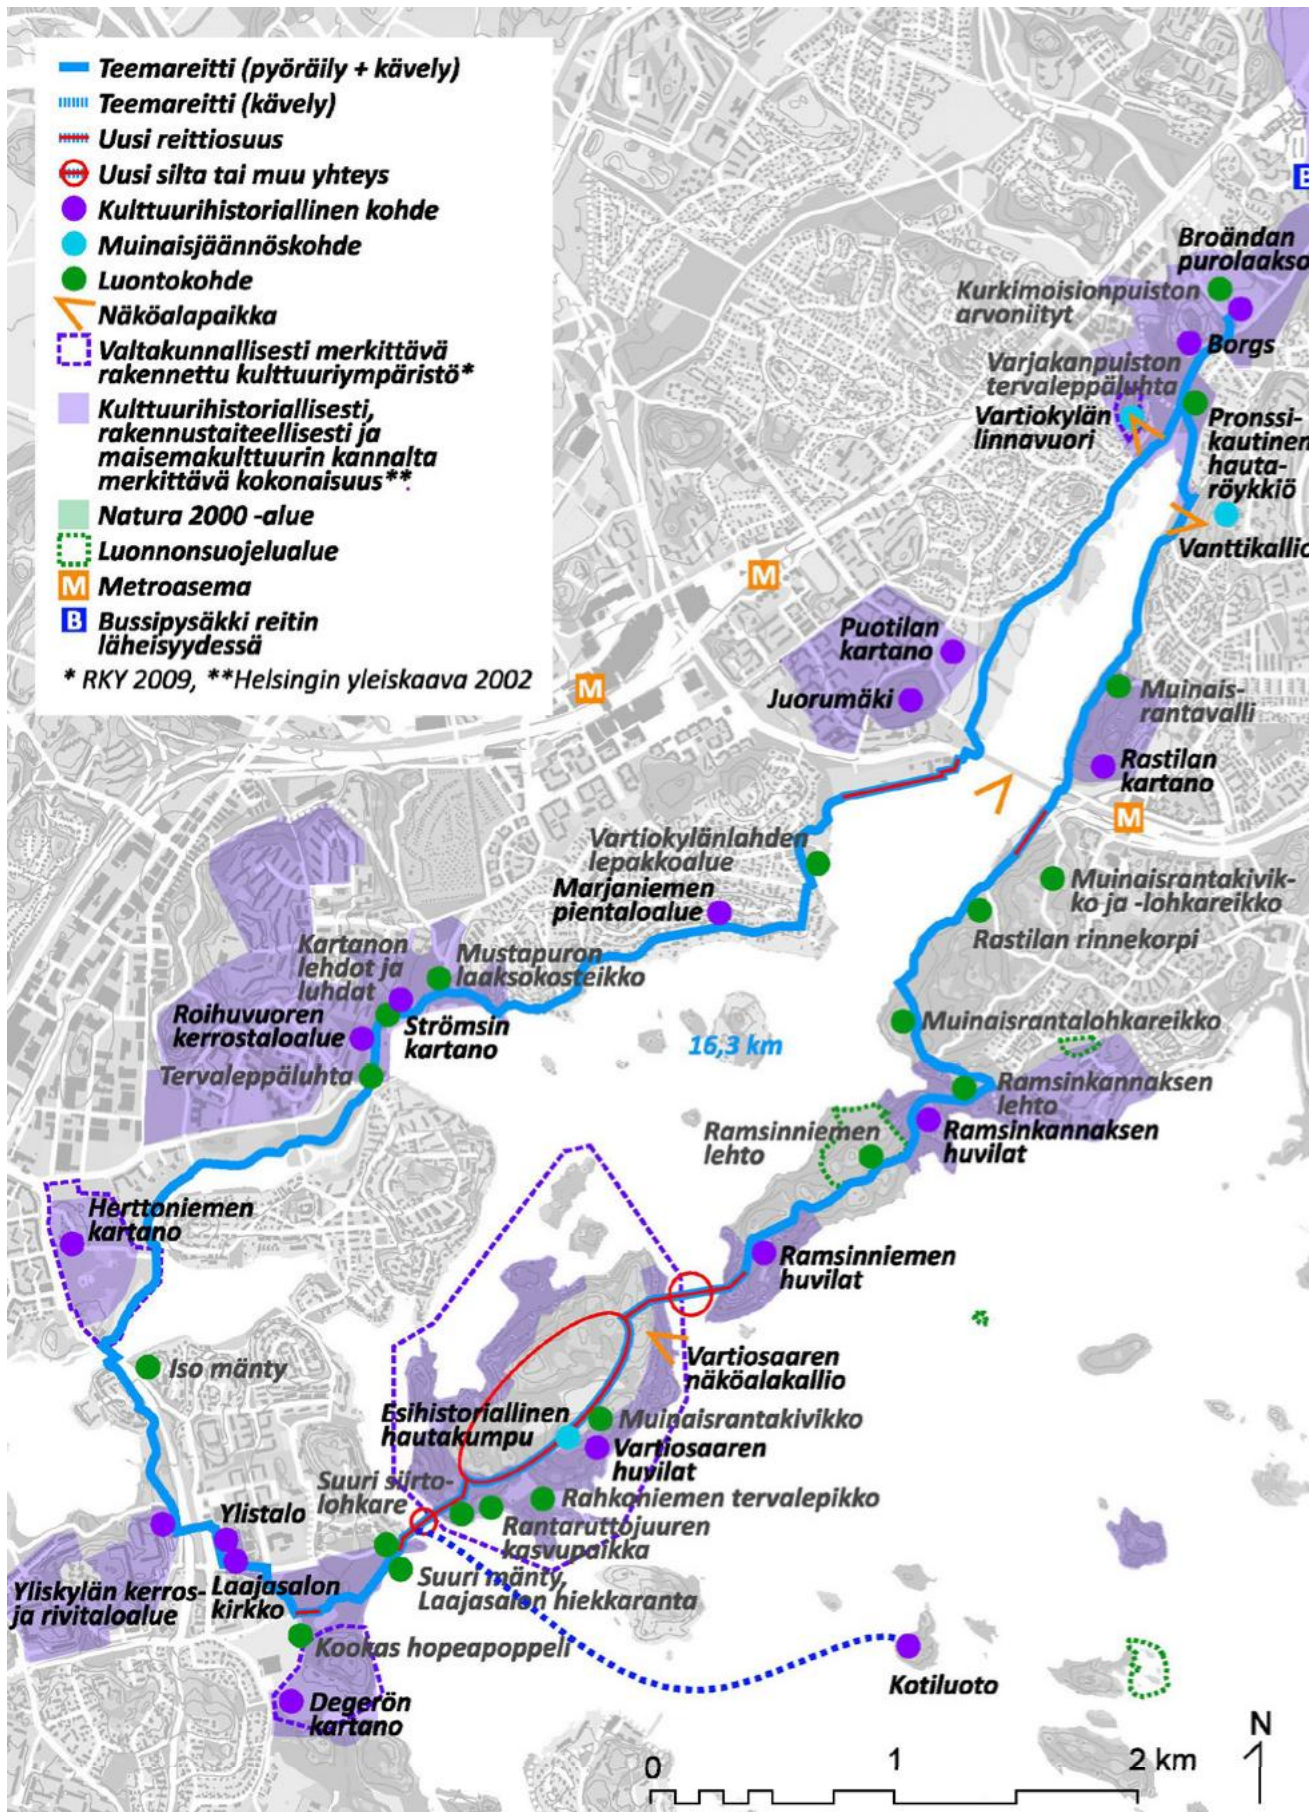 Teemareitti (pyöräily + kävely)
Teemareitti (kävely)
Uusi reittiosuus
Uusi silta tai muu yhteys
Kulttuurihistoriallinen kohde
Muinaisjäännöskohde
Luontokohde
Näköalapaikka
Valtakunnallisesti merkittävä
rakennettu kulttuuriympäristö*
Kulttuurihistoriallisesti,
rakennustaiteellisesti ja
maisemakulttuurin kannalta
merkittävä kokonaisuus**
Natura 2000 -alue
Luonnonsuojelualue
M Metroasema
B Bussipysäkki reitin
läheisyydessä
* RKY 2009, **Helsingin yleiskaava 2002
B
Broändan
purolaakso
Kurkimoisionpuiston
arvoniityt
Borgs
Varjakanpuiston
tervaleppäluhta
Vartiokylän
linnavuori
Pronssi-
kautinen
hauta-
röykkiö
Vanttikallio
M
M
Puotilan
kartano
Juorumäki
Muinais-
rantavalli
Rastilan
kartano
M
Vartiokylänlahden
lepakkoalue
Marjaniemen
pientaloalue
Muinaisrantakivik-
ko ja -lohkareikko
Rastilan rinnekorpi
Kartanon
lehdot ja
luhdat
Mustapuron
laaksokosteikko
Roihuvuoren
kerrostaloalue
Strömsin
kartano
Tervaleppäluhta
16,3 km
Muinaisrantalohkareikko
Ramsinkannaksen
lehto
Ramsinniemen
lehto
Ramsinkannaksen
huvilat
Herttoniemen
kartano
Ramsinniemen
huvilat
Iso mänty
Vartiosaaren
näköalakallio
Esihistoriallinen
hautakumpu
Muinaisrantakivikko
Vartiosaaren
huvilat
Suuri siirto-
lohkare
Rahkoniemen tervalepikko
Rantaruttojuuren
kasvupaikka
Ylistalo
Yliskylän kerros-
ja rivitaloalue
Laajasalon
kirkko
Suuri mänty,
Laajasalon hiekkaranta
Kookas hopeapoppeli
Degerön
kartano
Kotiluoto
N
0 1 2 km